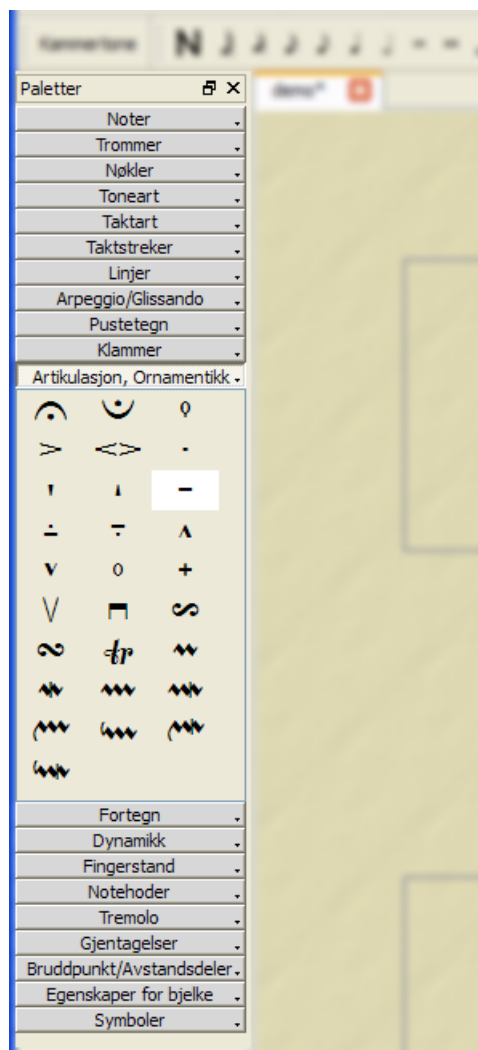 Kammertone
Paletter
demo*
Noter
Trommer
Nøkler
Toneart
Taktart
Taktstreker
Linjer
Arpeggio/Glissando
Pustetegn
Klammer
Artikulasjon, Ornamentikk
Fortegn
Dynamikk
Fingerstand
Notehoder
Tremolo
Gjentagelser
Bruddpunkt/Avstandsdeler
Egenskaper for bjelke
Symboler